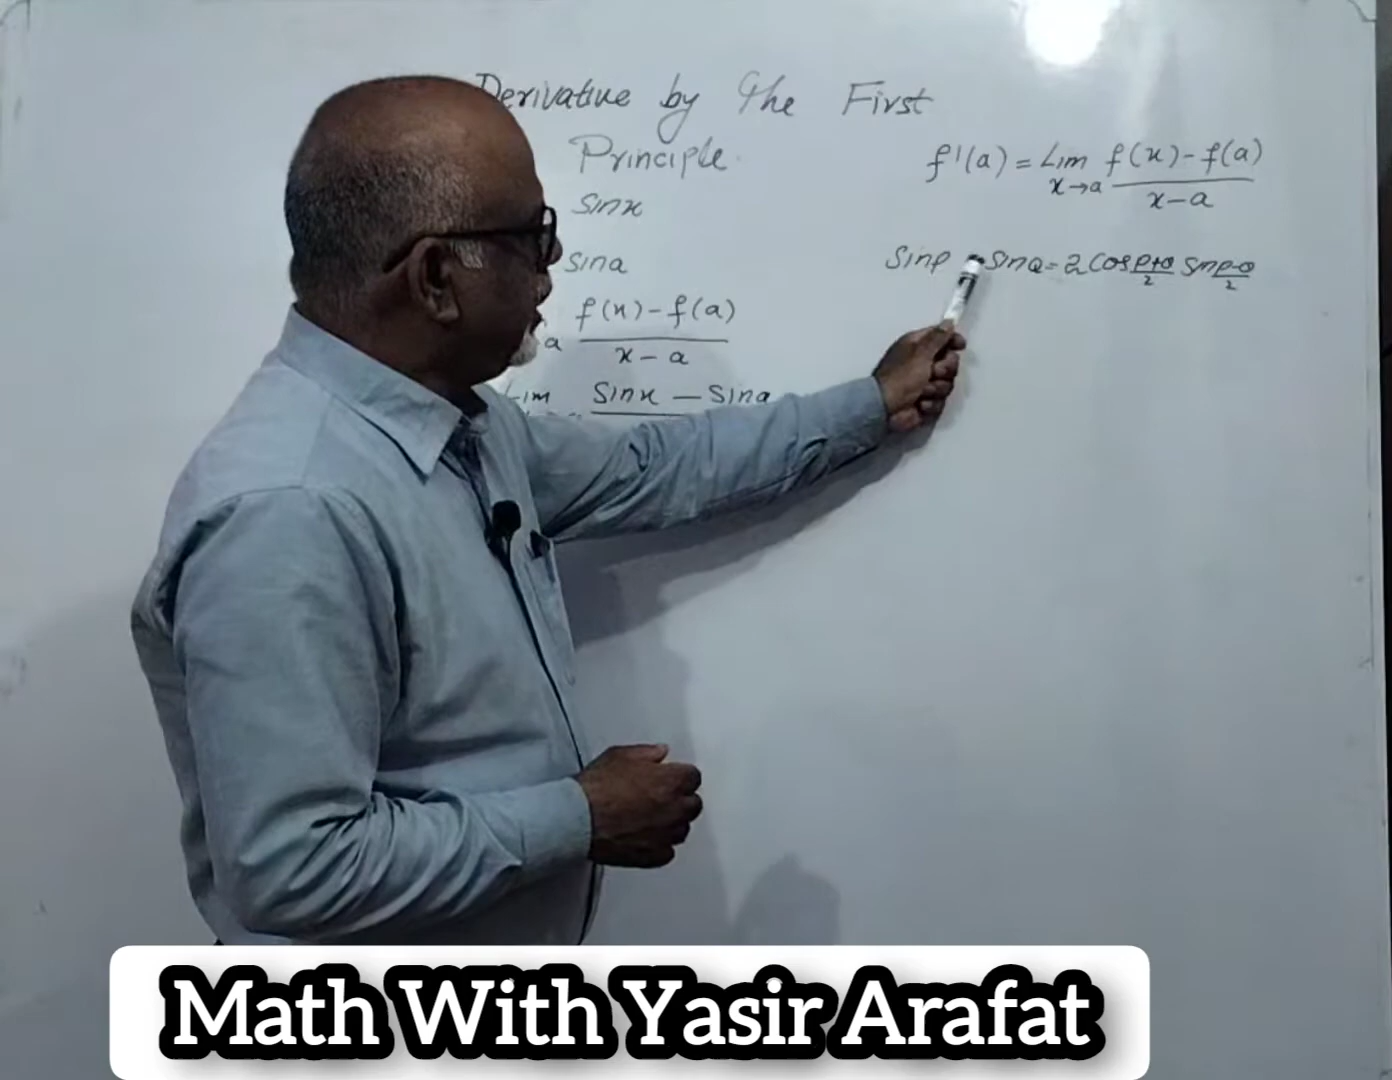 Derivative by the First
Principle.
f'(a) = Lim f(x)-f(a)
x→a x-a
Sinx
Sina
SinP SinQ = 2 Cos P+Q Sin P-Q
2 2
f(x)-f(a)
a x-a
Lim Sinx - Sina
Math With Yasir Arafat